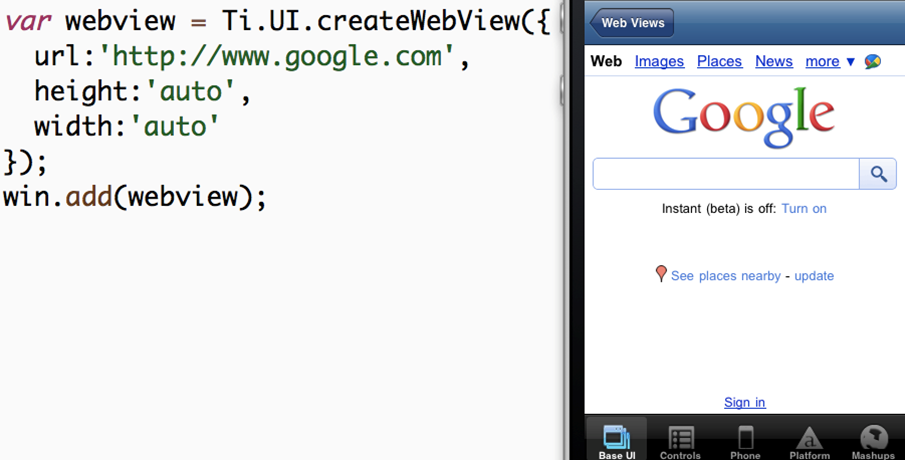 var webview = Ti.UI.createWebView({
  url:'http://www.google.com',
  height:'auto',
  width:'auto'
});
win.add(webview);
Web Views
Web Images Places News more ▼
Google
Instant (beta) is off: Turn on
See places nearby - update
Sign in
Base UI Controls Phone Platform Mashups